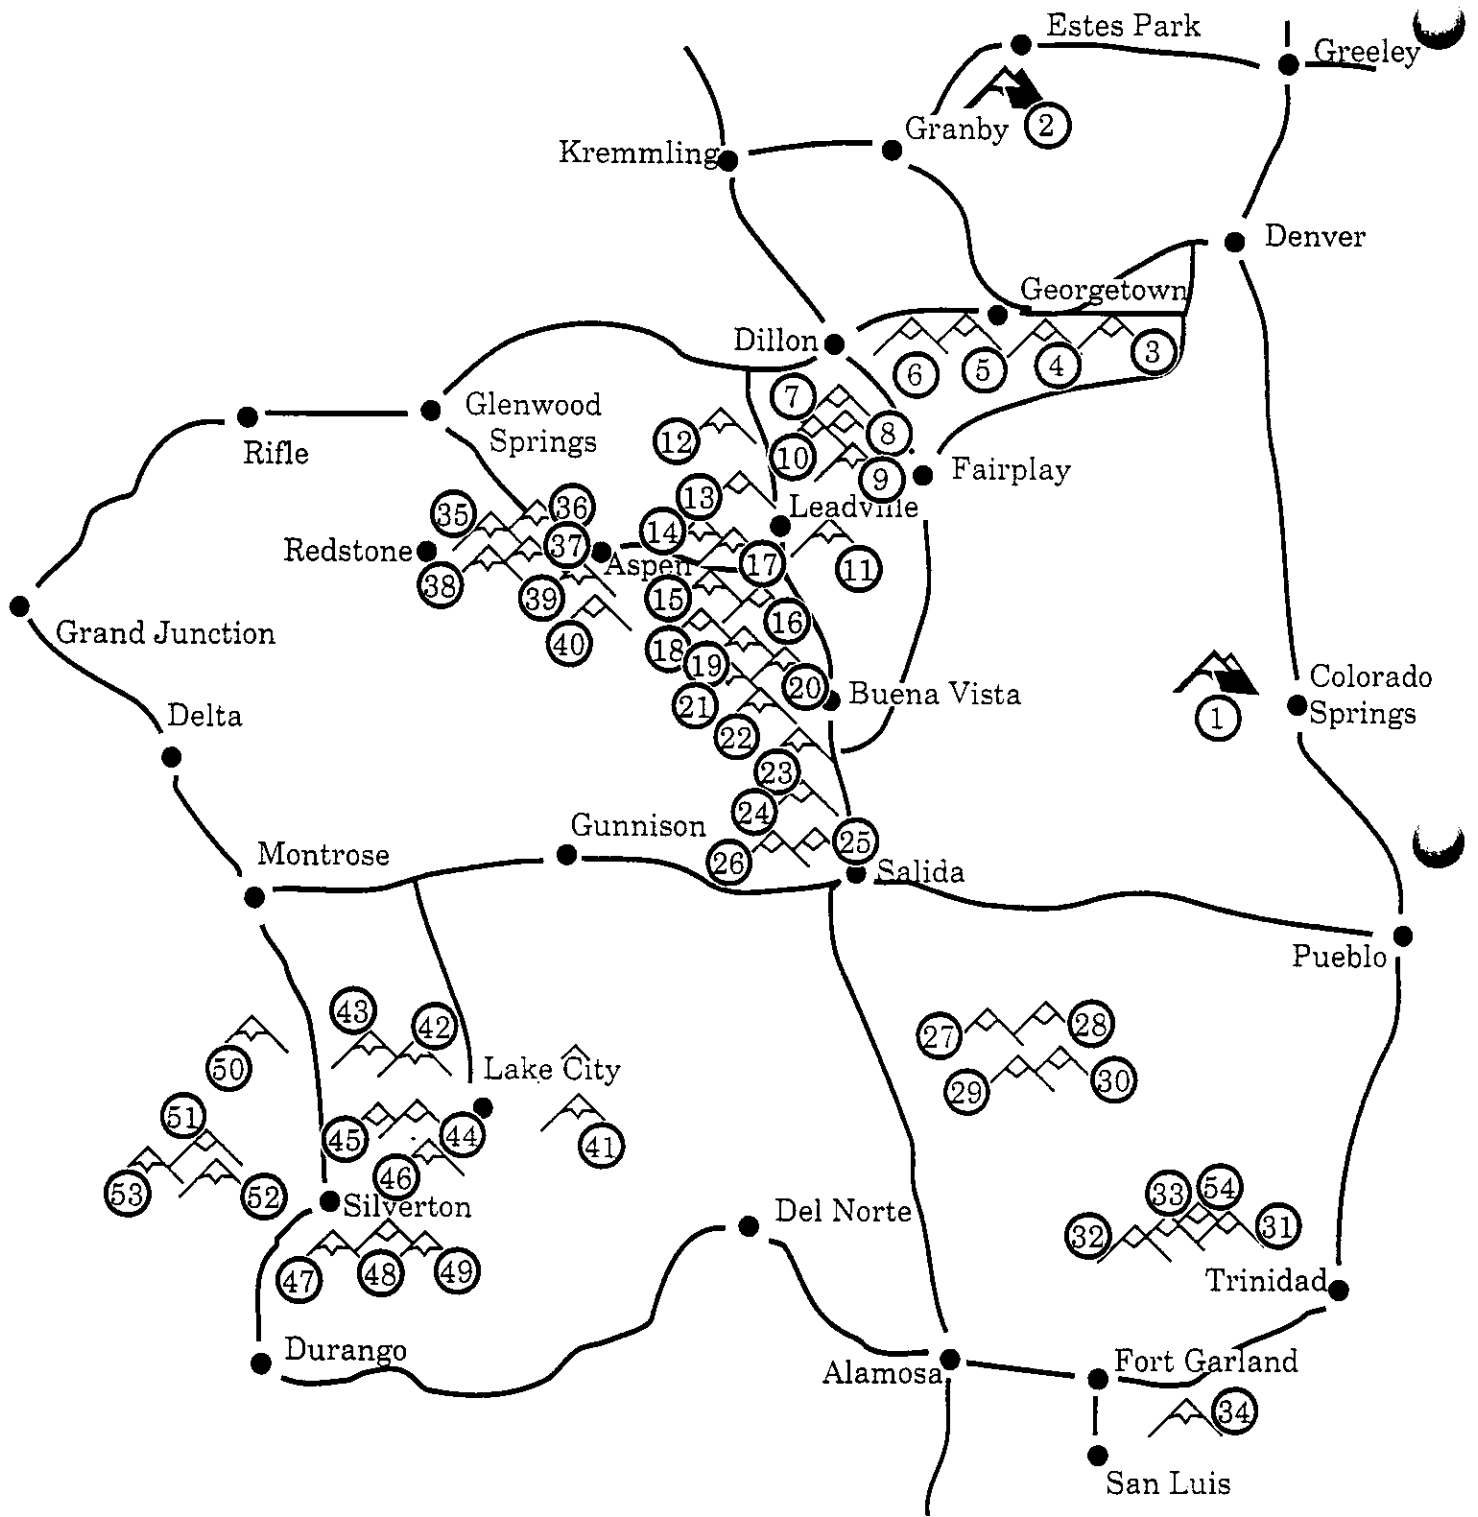 Estes Park
Greeley
2
Granby
Kremmling
Denver
Georgetown
Dillon
3
4
5
6
7
Glenwood
Springs
12
8
10
Rifle
Fairplay
9
13
35
36
Leadville
14
37
Redstone
Aspen
17
11
38
39
15
16
Grand Junction
40
18
19
Colorado
Springs
20
Buena Vista
21
1
Delta
22
23
24
Gunnison
25
26
Montrose
Salida
Pueblo
43
42
27
28
50
Lake City
29
30
51
45
44
41
46
53
52
33
54
Silverton
Del Norte
32
31
47
48
49
Trinidad
Durango
Fort Garland
Alamosa
34
San Luis